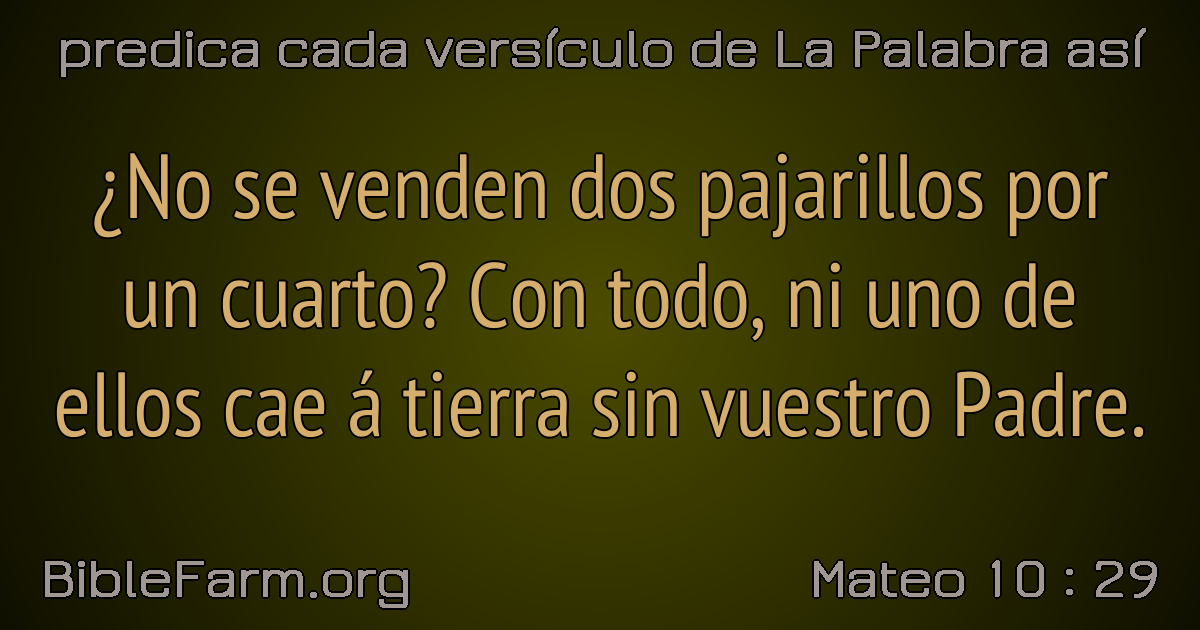 predica cada versículo de La Palabra así
¿No se venden dos pajarillos por
un cuarto? Con todo, ni uno de
ellos cae á tierra sin vuestro Padre.
BibleFarm.org
Mateo 10 : 29